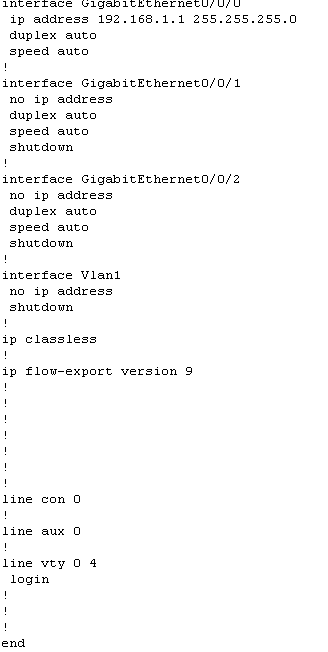 interface GigabitEthernet0/0/0
 ip address 192.168.1.1 255.255.255.0
 duplex auto
 speed auto
!
interface GigabitEthernet0/0/1
 no ip address
 duplex auto
 speed auto
 shutdown
!
interface GigabitEthernet0/0/2
 no ip address
 duplex auto
 speed auto
 shutdown
!
interface Vlan1
 no ip address
 shutdown
!
ip classless
!
ip flow-export version 9
!
!
!
!
!
!
!
line con 0
!
line aux 0
!
line vty 0 4
 login
!
!
!
end